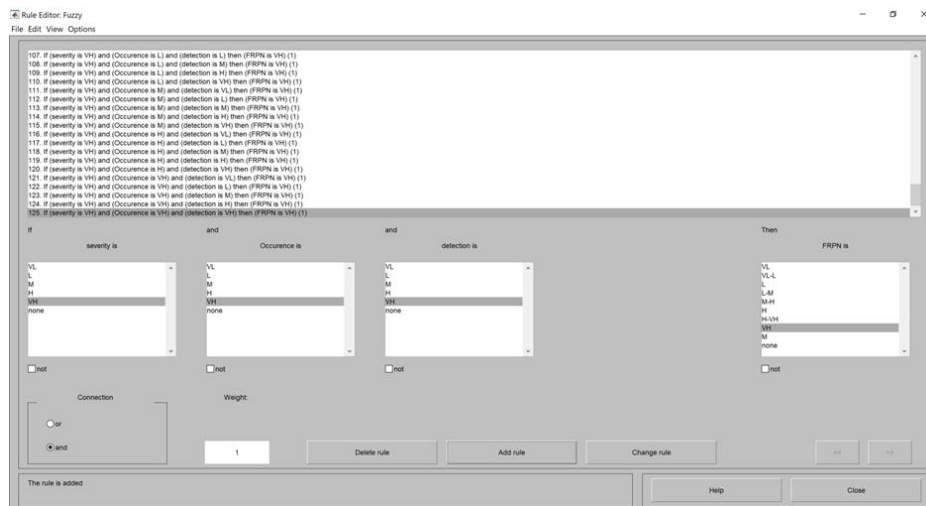 Rule Editor: Fuzzy
File Edit View Options
107. If (severity is VH) and (Occurence is L) and (detection is L) then (FRPN is VH) (1)
108. If (severity is VH) and (Occurence is L) and (detection is M) then (FRPN is VH) (1)
109. If (severity is VH) and (Occurence is L) and (detection is H) then (FRPN is VH) (1)
110. If (severity is VH) and (Occurence is L) and (detection is VH) then (FRPN is VH) (1)
111. If (severity is VH) and (Occurence is M) and (detection is VL) then (FRPN is VH) (1)
112. If (severity is VH) and (Occurence is M) and (detection is L) then (FRPN is VH) (1)
113. If (severity is VH) and (Occurence is M) and (detection is M) then (FRPN is VH) (1)
114. If (severity is VH) and (Occurence is M) and (detection is H) then (FRPN is VH) (1)
115. If (severity is VH) and (Occurence is M) and (detection is VH) then (FRPN is VH) (1)
116. If (severity is VH) and (Occurence is H) and (detection is VL) then (FRPN is VH) (1)
117. If (severity is VH) and (Occurence is H) and (detection is L) then (FRPN is VH) (1)
118. If (severity is VH) and (Occurence is H) and (detection is M) then (FRPN is VH) (1)
119. If (severity is VH) and (Occurence is H) and (detection is H) then (FRPN is VH) (1)
120. If (severity is VH) and (Occurence is H) and (detection is VH) then (FRPN is VH) (1)
121. If (severity is VH) and (Occurence is VH) and (detection is VL) then (FRPN is VH) (1)
122. If (severity is VH) and (Occurence is VH) and (detection is L) then (FRPN is VH) (1)
123. If (severity is VH) and (Occurence is VH) and (detection is M) then (FRPN is VH) (1)
124. If (severity is VH) and (Occurence is VH) and (detection is H) then (FRPN is VH) (1)
125. If (severity is VH) and (Occurence is VH) and (detection is VH) then (FRPN is VH) (1)
If and and Then
severity is Occurence is detection is FRPN is
VL
L
M
H
VH
none
VL
L
M
H
VH
none
VL
L
M
H
VH
none
VL
VL-L
L
L-M
M-H
H
H-VH
VH
M
none
not not not not
Connection Weight:
or
and
1 Delete rule Add rule Change rule << >>
The rule is added
Help Close